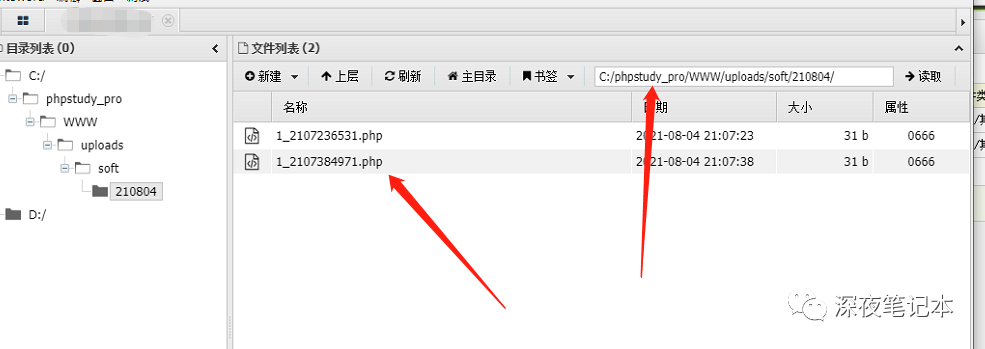 目录列表 (0)
文件列表 (2)
新建
上层
刷新
主目录
书签
C:/phpstudy_pro/WWW/uploads/soft/210804/
读取
C:/
phpstudy_pro
WWW
uploads
soft
210804
D:/
名称
日期
大小
属性
1_2107236531.php
2021-08-04 21:07:23
31 b
0666
1_2107384971.php
2021-08-04 21:07:38
31 b
0666
深夜笔记本